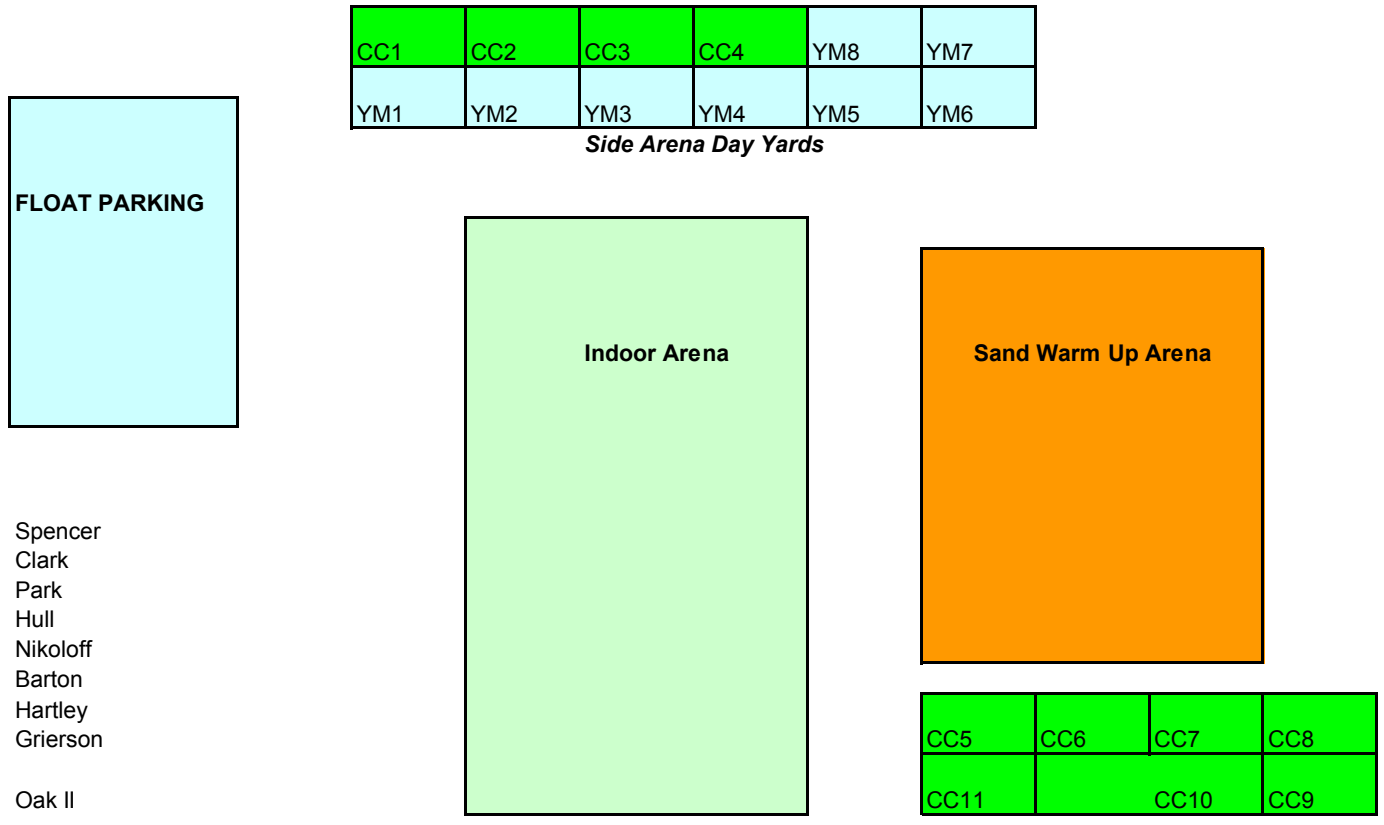 CC1 CC2 CC3 CC4 YM8 YM7
YM1 YM2 YM3 YM4 YM5 YM6
Side Arena Day Yards
FLOAT PARKING
Indoor Arena
Sand Warm Up Arena
Spencer
Clark
Park
Hull
Nikoloff
Barton
Hartley
Grierson
Oak ll
CC5 CC6 CC7 CC8
CC11 CC10 CC9